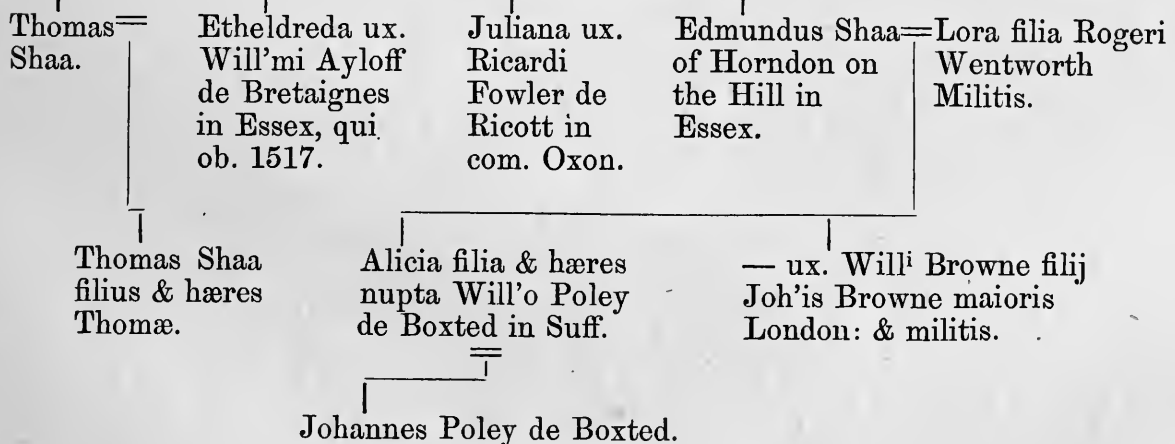 Thomas
Shaa.
Etheldreda ux.
Will'mi Ayloff
de Bretaignes
in Essex, qui
ob. 1517.
Juliana ux.
Ricardi
Fowler de
Ricott in
com. Oxon.
Edmundus Shaa
of Horndon on
the Hill in
Essex.
Lora filia Rogeri
Wentworth
Militis.
Thomas Shaa
filius & hæres
Thomæ.
Alicia filia & hæres
nupta Will'o Poley
de Boxted in Suff.
— ux. Willⁱ Browne filij
Joh'is Browne maioris
London: & militis.
Johannes Poley de Boxted.